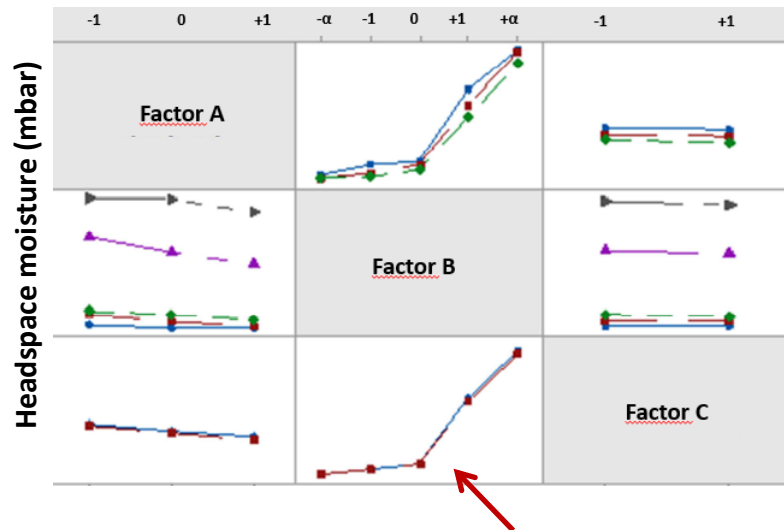 -1 0 +1 -α -1 0 +1 +α -1 +1
Headspace moisture (mbar)
Factor A
Factor B
Factor C